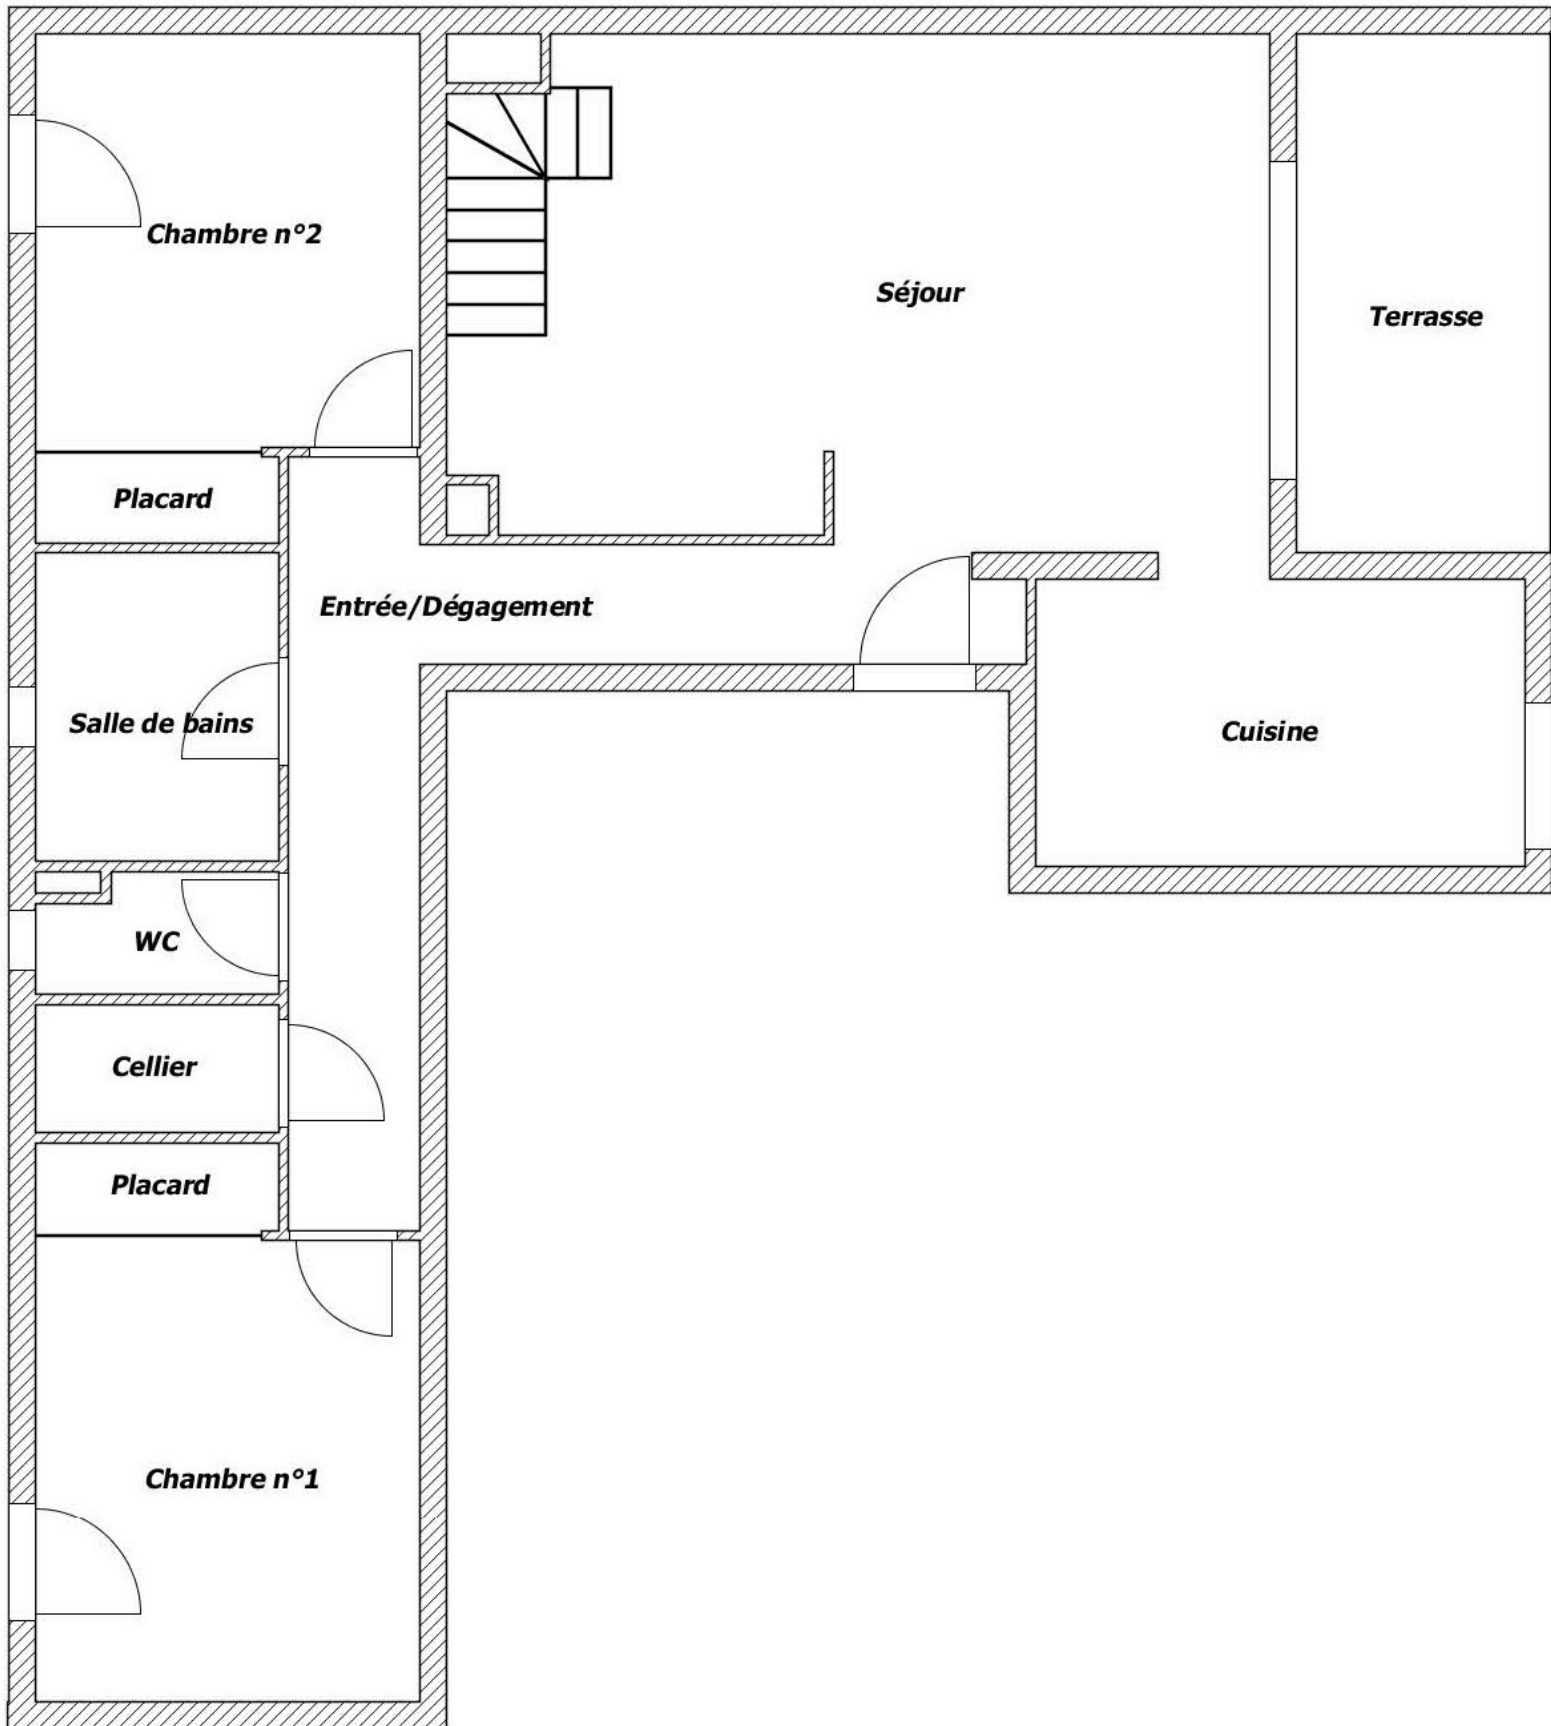 Chambre n°2
Séjour
Terrasse
Placard
Entrée/Dégagement
Salle de bains
Cuisine
WC
Cellier
Placard
Chambre n°1